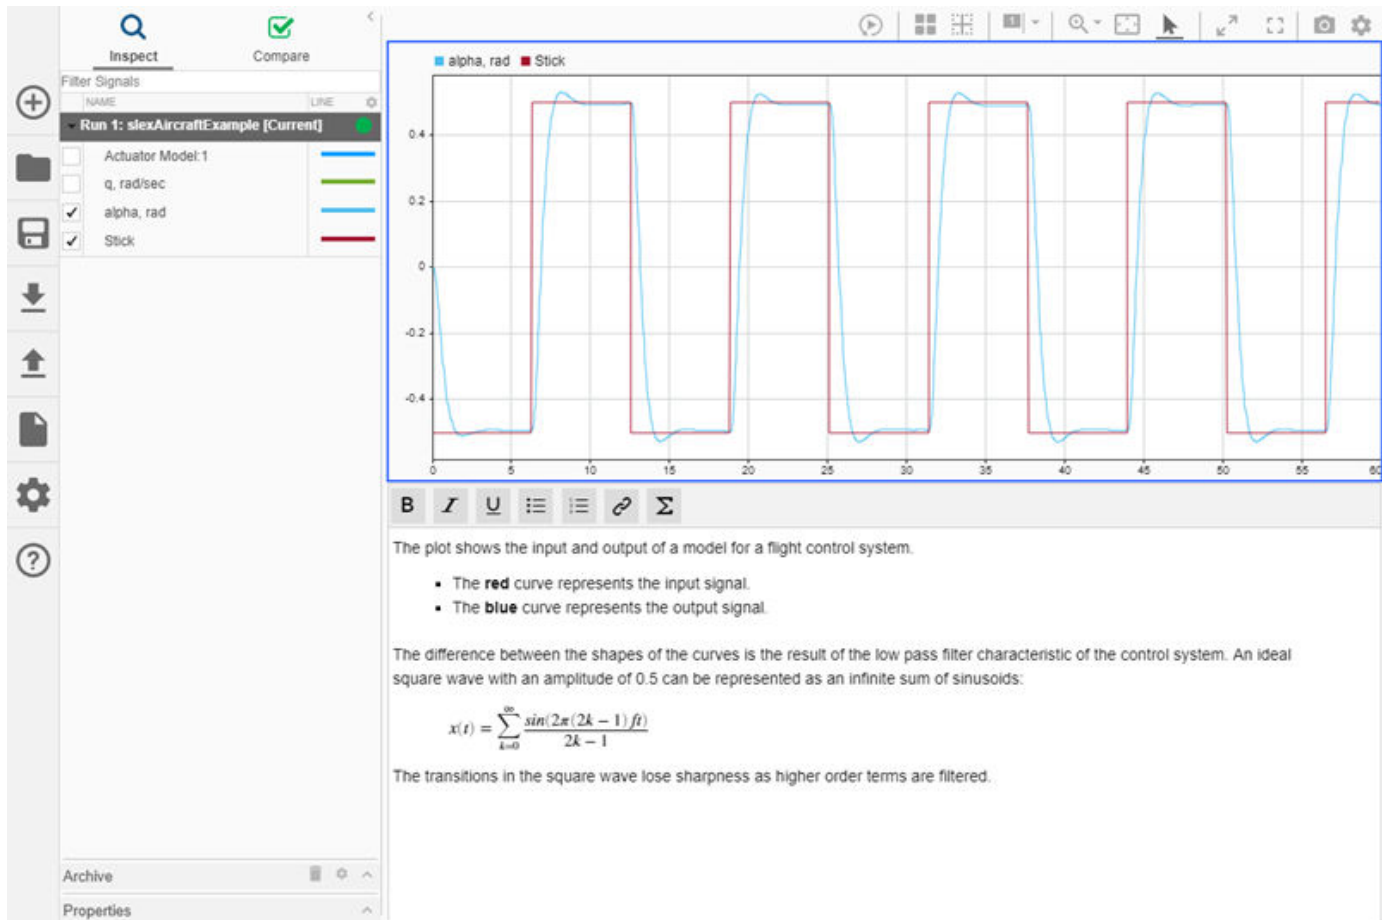 Inspect
Compare
Filter Signals
NAME
LINE
Run 1: slexAircraftExample [Current]
Actuator Model:1
q, rad/sec
alpha, rad
Stick
Archive
Properties
1
alpha, rad
Stick
0.4
0.2
0
-0.2
-0.4
0 5 10 15 20 25 30 35 40 45 50 55 60
B I U Σ
The plot shows the input and output of a model for a flight control system.
▪ The red curve represents the input signal.
▪ The blue curve represents the output signal.
The difference between the shapes of the curves is the result of the low pass filter characteristic of the control system. An ideal
square wave with an amplitude of 0.5 can be represented as an infinite sum of sinusoids:
x(t) = ∑_{k=0}^{∞} sin(2π(2k − 1)ft) / (2k − 1)
The transitions in the square wave lose sharpness as higher order terms are filtered.